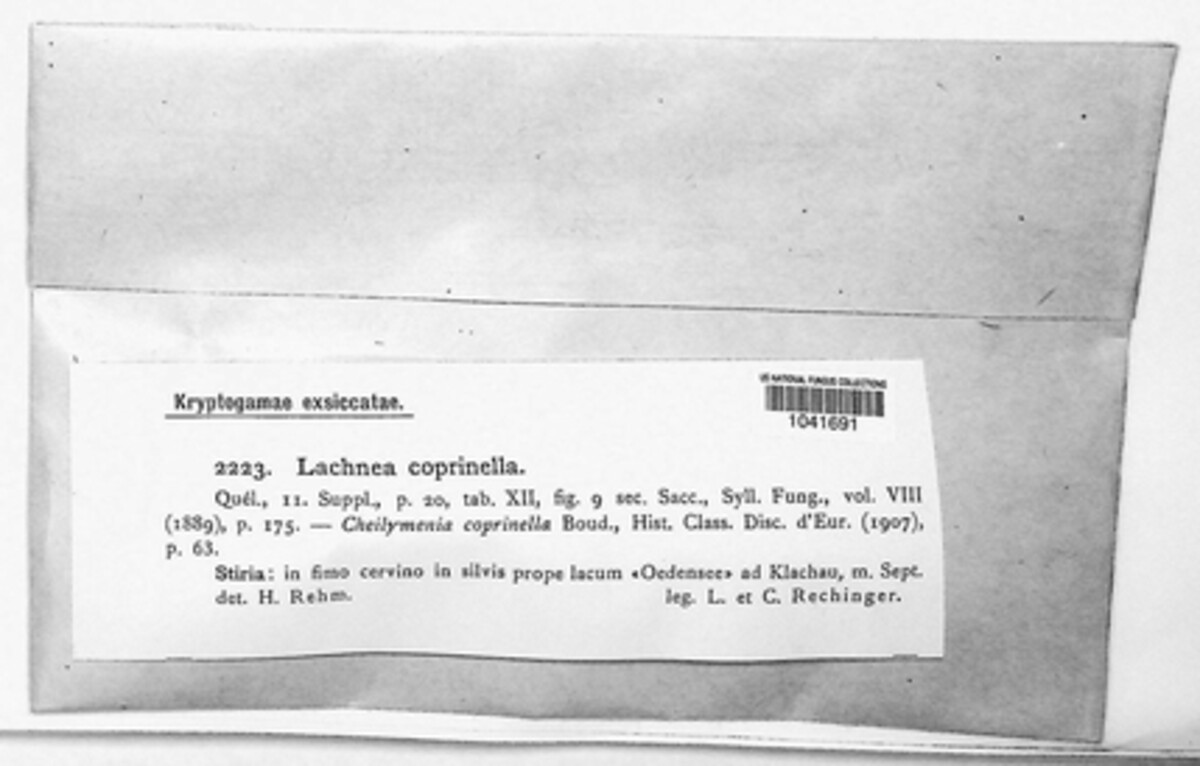 Kryptogamae exsiccatae.
US NATIONAL FUNGUS COLLECTIONS
1041691
2223. Lachnea coprinella.
Quél., 11. Suppl., p. 20, tab. XII, fig. 9 sec. Sacc., Syll. Fung., vol. VIII
(1889), p. 175. — Cheilymenia coprinella Boud., Hist. Class. Disc. d'Eur. (1907),
p. 63.
Stiria: in fimo cervino in silvis prope lacum «Oedensee» ad Klachau, m. Sept.
det. H. Rehm. leg. L. et C. Rechinger.